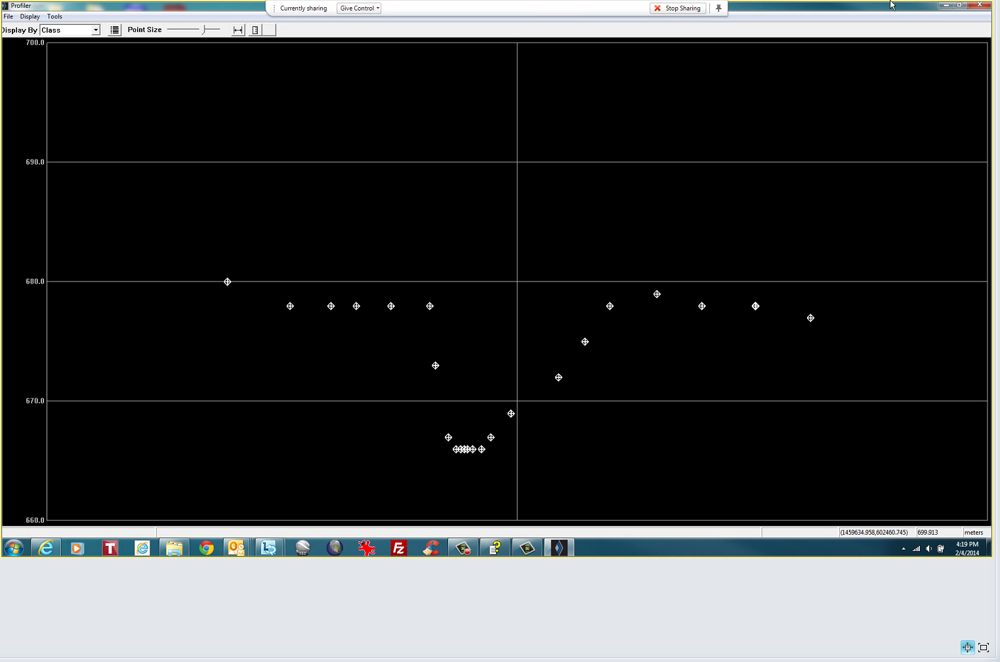 Profiler
Currently sharing Give Control Stop Sharing
File Display Tools
Display By Class Point Size
700.0
690.0
680.0
670.0
660.0
(1459634.958,602460.745) 699.913 meters
4:19 PM
2/4/2014